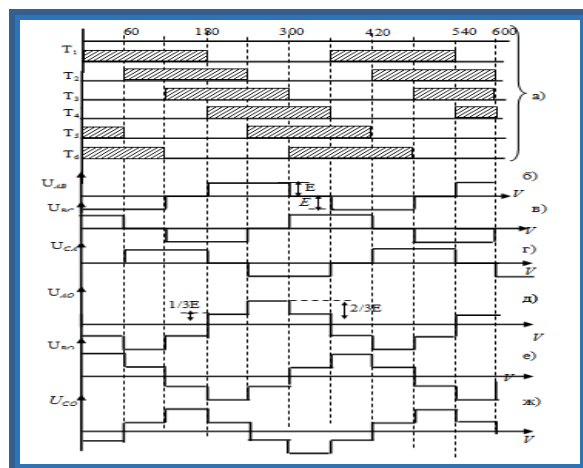 60 180 300 420 540 600
T1
T2
T3
T4
T5
T6
а)
б)
UAB
E
V
UBC
E
в)
V
UCA
г)
V
UAO
1/3E
2/3E
д)
V
UBO
е)
V
UCO
ж)
V